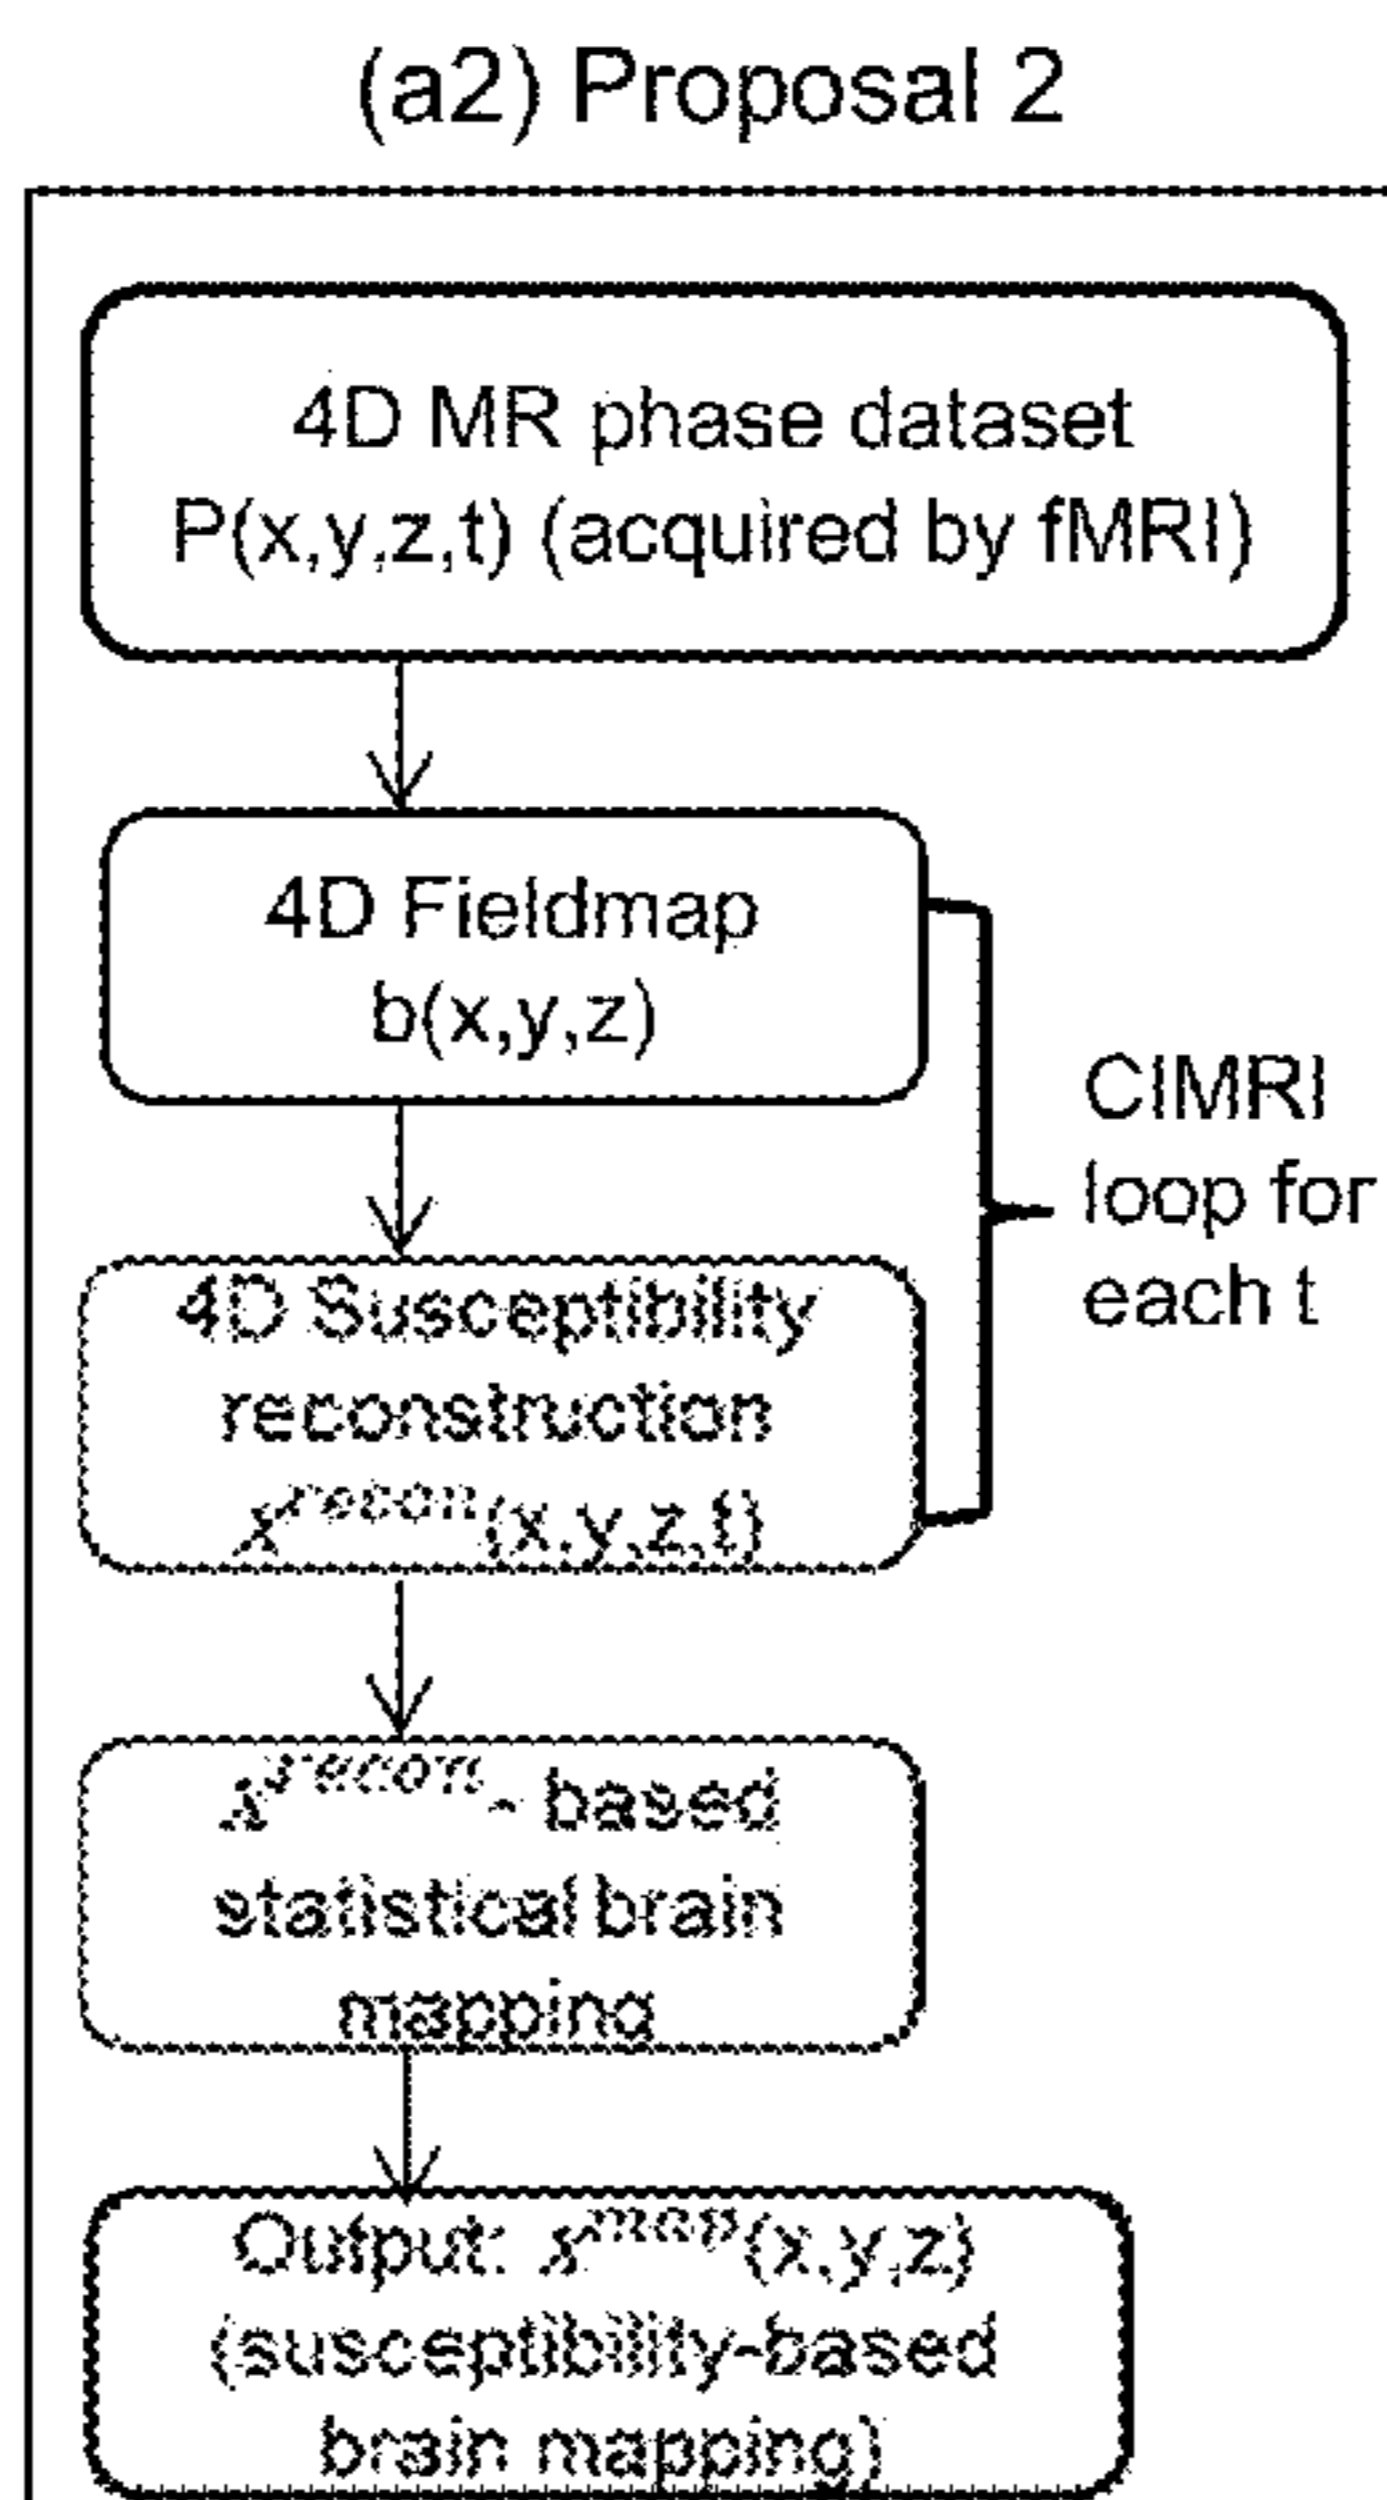 (a2) Proposal 2
4D MR phase dataset
P(x,y,z,t) (acquired by fMRI)
4D Fieldmap
b(x,y,z)
CIMRI
loop for
each t
4D Susceptibility
reconstruction
χ^recon(x,y,z,t)
χ^recon- based
statistical brain
mapping
Output: χ^map(x,y,z)
(susceptibility-based
brain mapping)